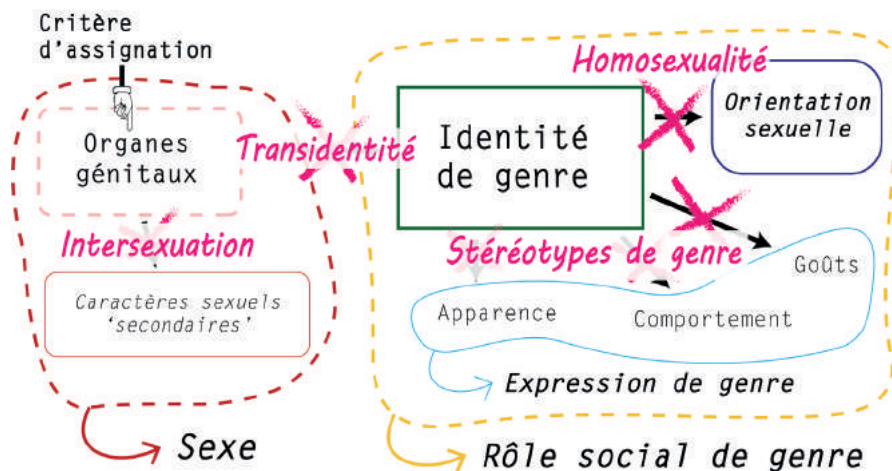 Critère
d'assignation
Organes
génitaux
Intersexuation
Caractères sexuels
'secondaires'
Sexe
Transidentité
Homosexualité
Identité
de genre
Orientation
sexuelle
Stéréotypes de genre
Goûts
Apparence
Comportement
Expression de genre
Rôle social de genre